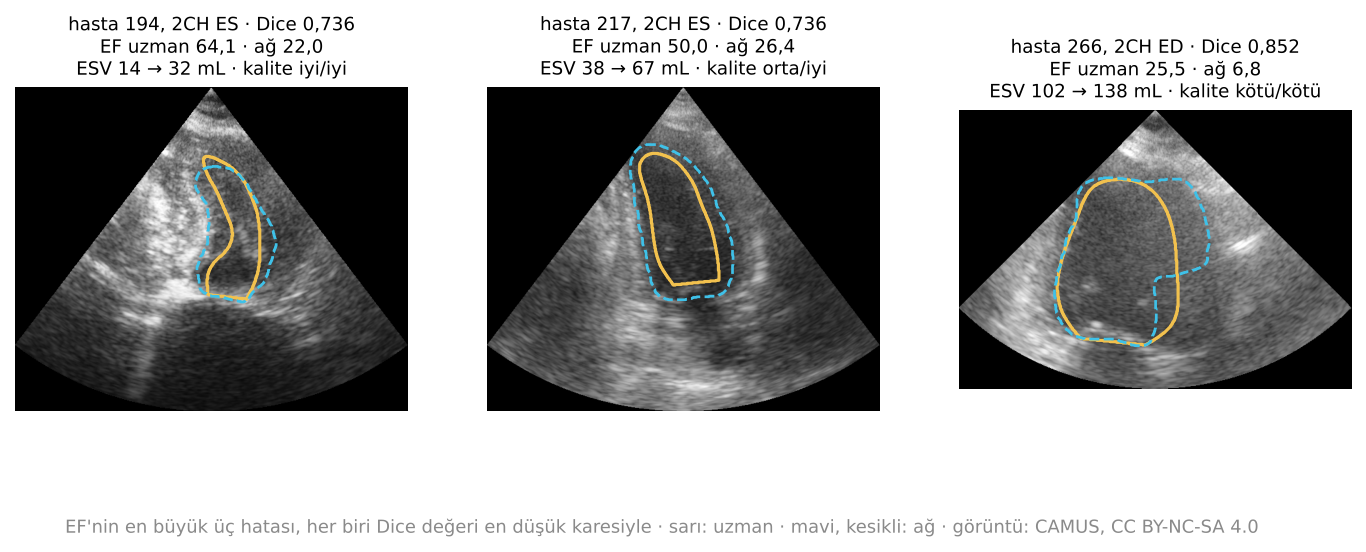 hasta 194, 2CH ES · Dice 0,736
EF uzman 64,1 · ağ 22,0
ESV 14 → 32 mL · kalite iyi/iyi
hasta 217, 2CH ES · Dice 0,736
EF uzman 50,0 · ağ 26,4
ESV 38 → 67 mL · kalite orta/iyi
hasta 266, 2CH ED · Dice 0,852
EF uzman 25,5 · ağ 6,8
ESV 102 → 138 mL · kalite kötü/kötü
EF'nin en büyük üç hatası, her biri Dice değeri en düşük karesiyle · sarı: uzman · mavi, kesikli: ağ · görüntü: CAMUS, CC BY-NC-SA 4.0